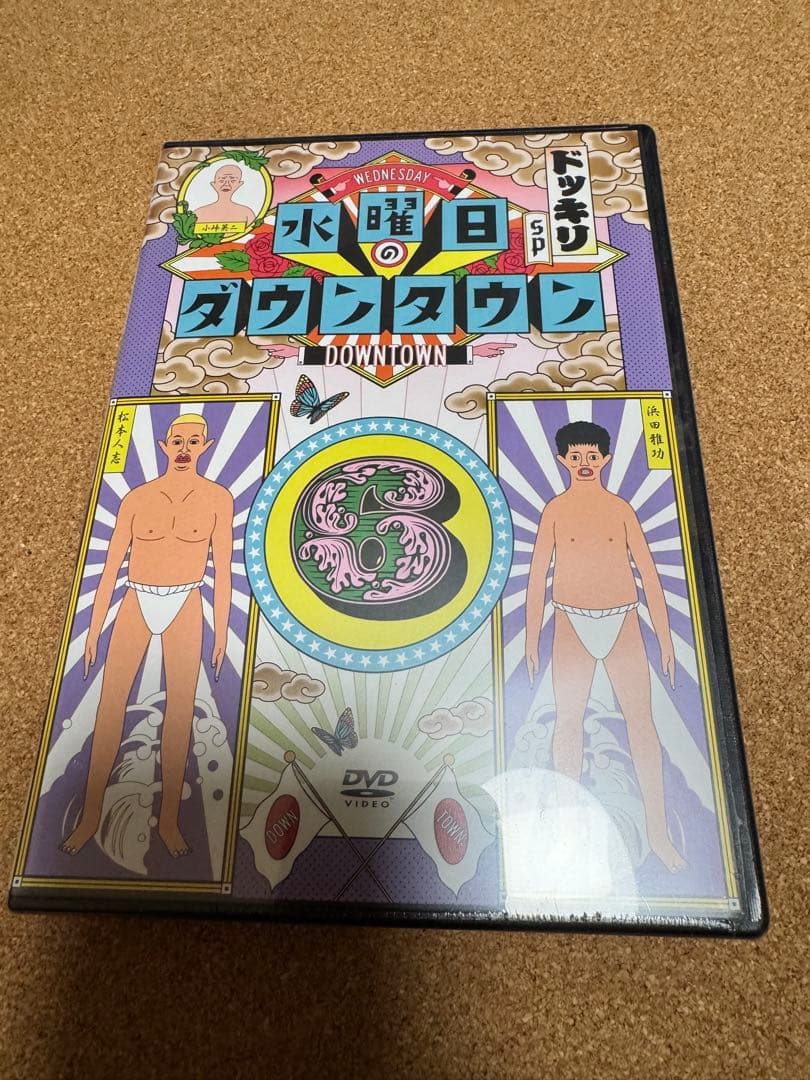 WEDNESDAY
水曜日
の
ダウンタウン
DOWNTOWN
ドッキリ
sp
小峠英二
松本人志
浜田雅功
6
DVD
VIDEO
DOWN
TOWN